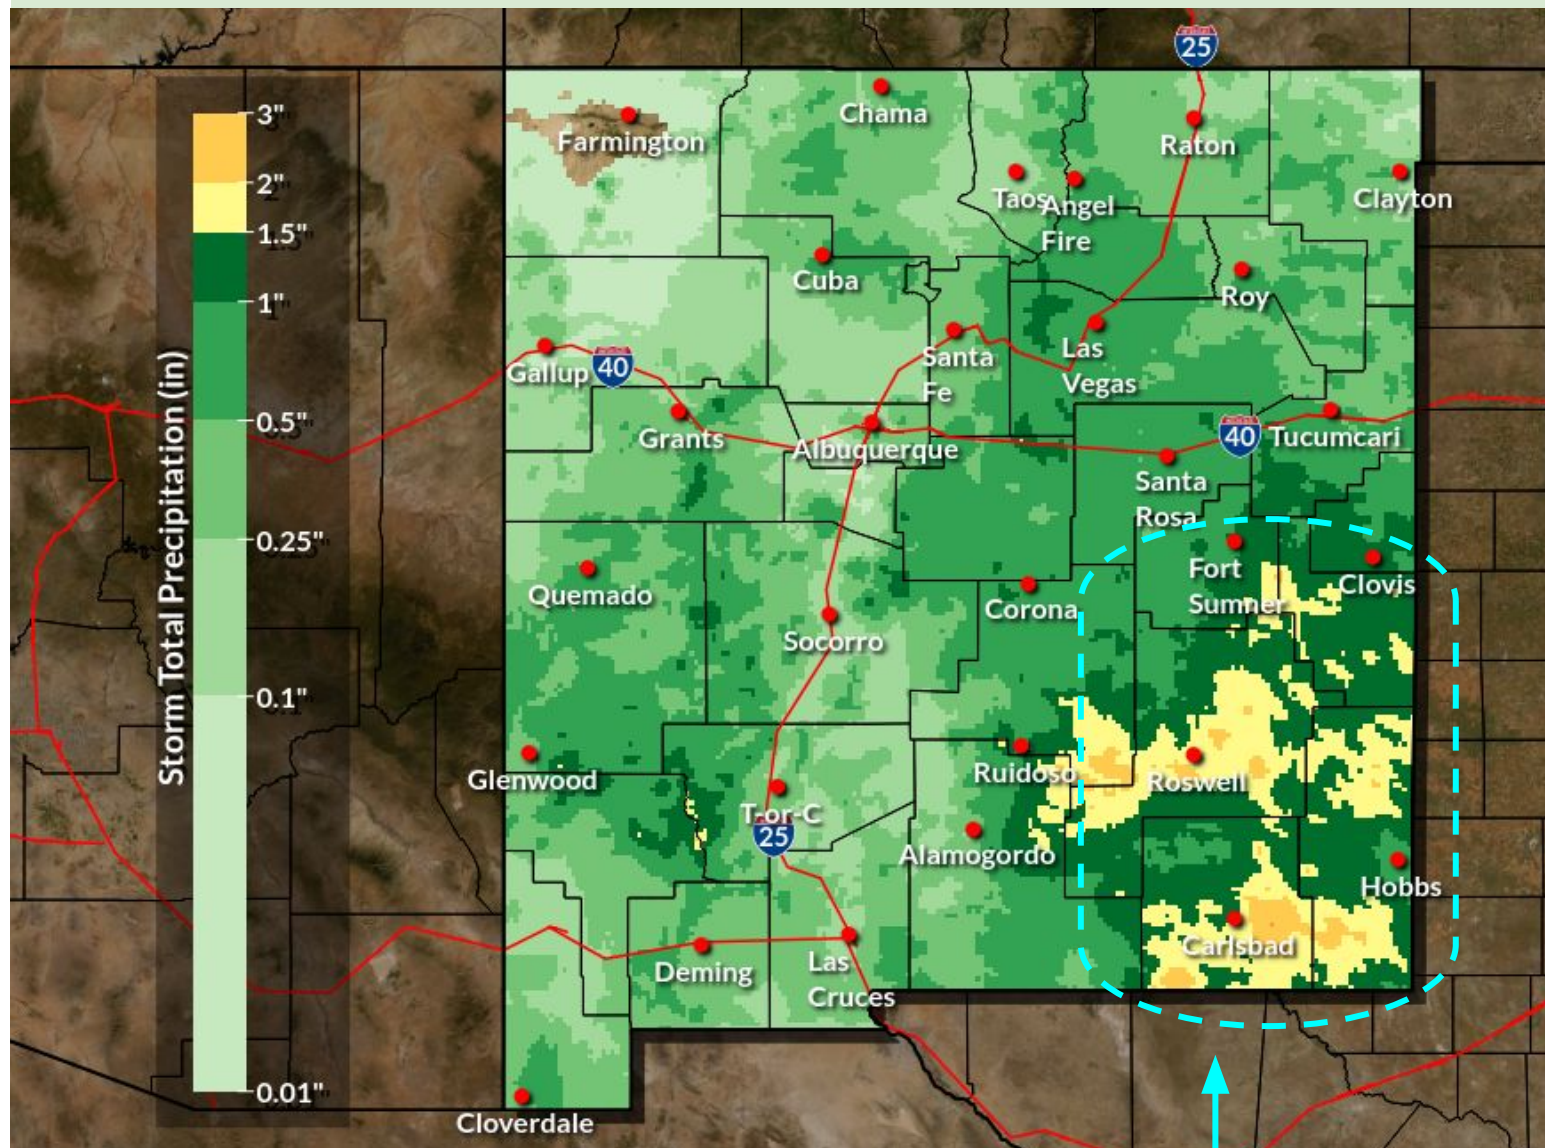 25
3"
2"
1.5"
1"
0.5"
0.25"
0.1"
0.01"
Storm Total Precipitation (in)
Farmington
Chama
Raton
Taos
Angel
Fire
Clayton
Cuba
Roy
Gallup
40
Santa
Fe
Las
Vegas
Grants
Albuquerque
40
Tucumcari
Santa
Rosa
Quemado
Fort
Sumner
Clovis
Corona
Socorro
Glenwood
Ruidoso
Roswell
T-or-C
25
Alamogordo
Hobbs
Carlsbad
Deming
Las
Cruces
Cloverdale